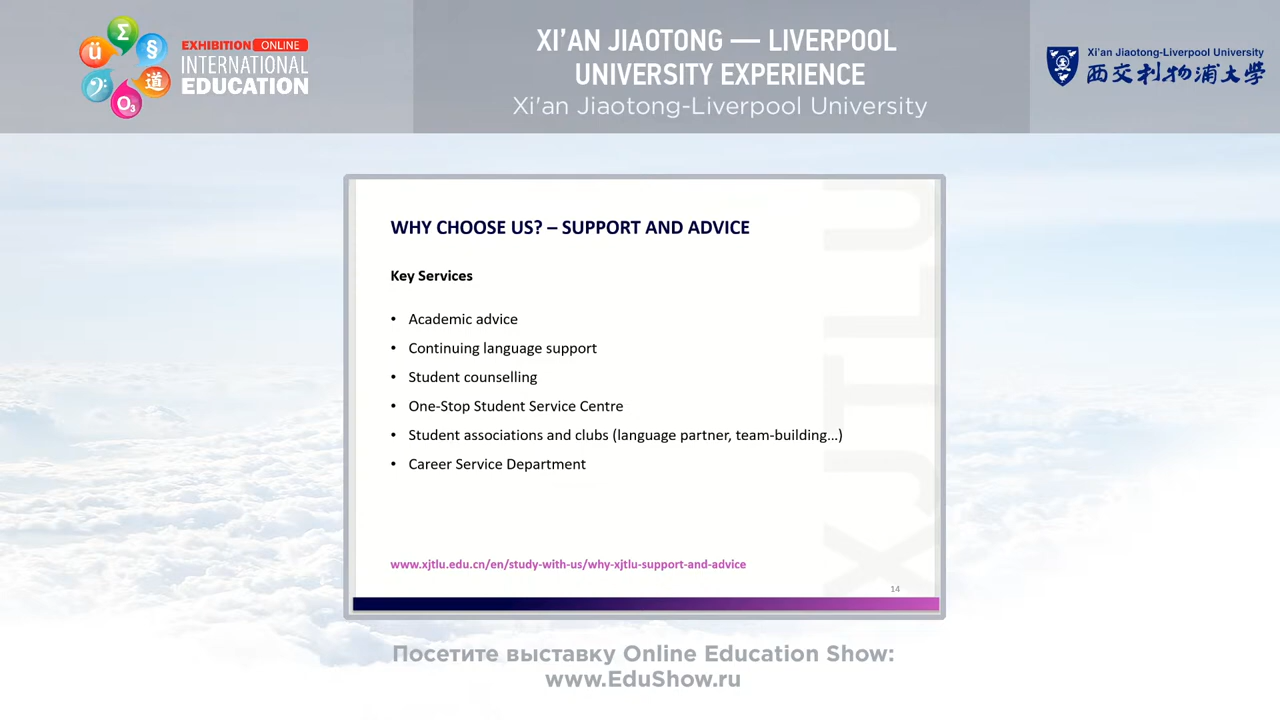 ü
Σ
§
道
O₃
EXHIBITION ONLINE
INTERNATIONAL
EDUCATION
XI'AN JIAOTONG — LIVERPOOL
UNIVERSITY EXPERIENCE
Xi'an Jiaotong-Liverpool University
Xi'an Jiaotong-Liverpool University
西交利物浦大學
WHY CHOOSE US? – SUPPORT AND ADVICE
Key Services
• Academic advice
• Continuing language support
• Student counselling
• One-Stop Student Service Centre
• Student associations and clubs (language partner, team-building…)
• Career Service Department
www.xjtlu.edu.cn/en/study-with-us/why-xjtlu-support-and-advice
14
XJTLU
Посетите выставку Online Education Show:
www.EduShow.ru